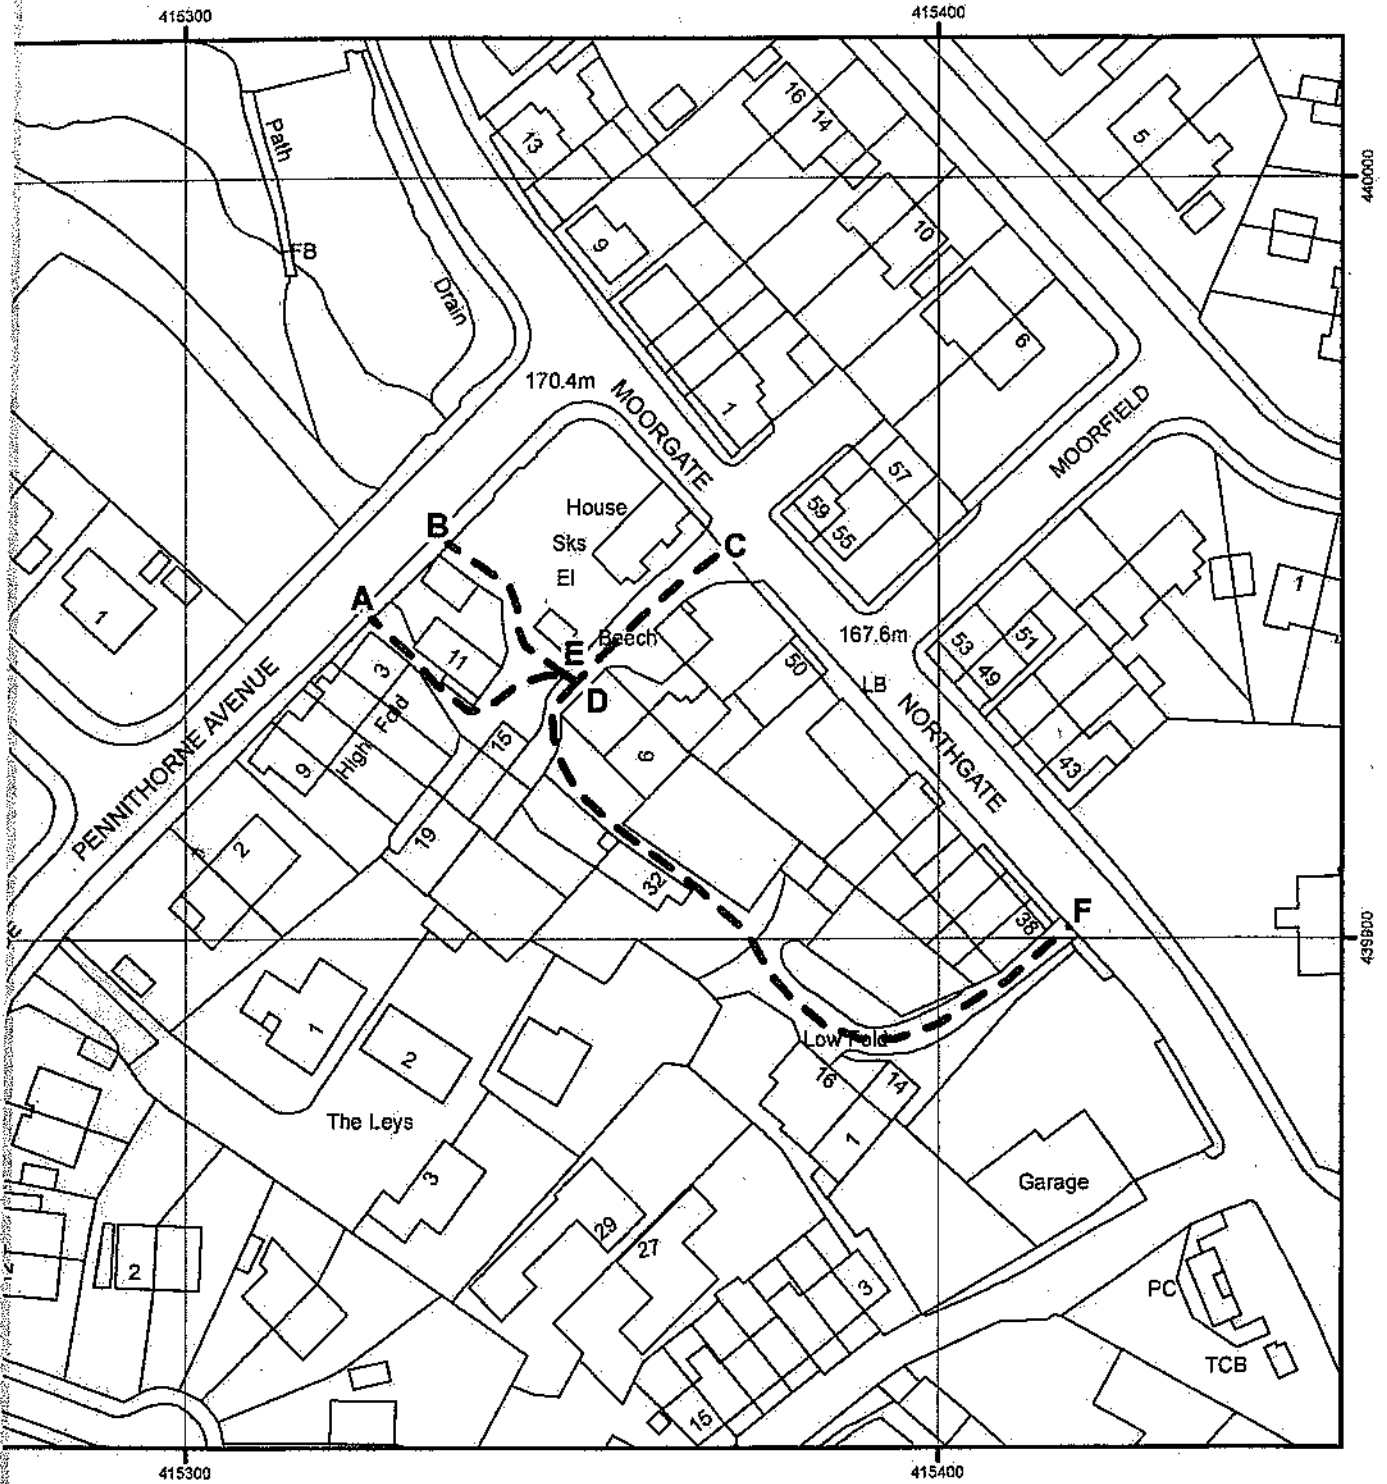 415300
415400
440000
439900
415300
415400
Path
FB
Drain
13
16
14
5
9
10
6
1
170.4m
MOORGATE
MOORFIELD
57
59
55
House
Sks
El
B
C
A
1
Beech
E
D
11
3
High Fold
9
15
19
6
50
167.6m
LB
53
51
49
43
1
NORTHGATE
PENNITHORNE AVENUE
2
32
38
F
Low Fold
16
14
1
1
2
The Leys
3
Garage
29
27
3
2
PC
TCB
15